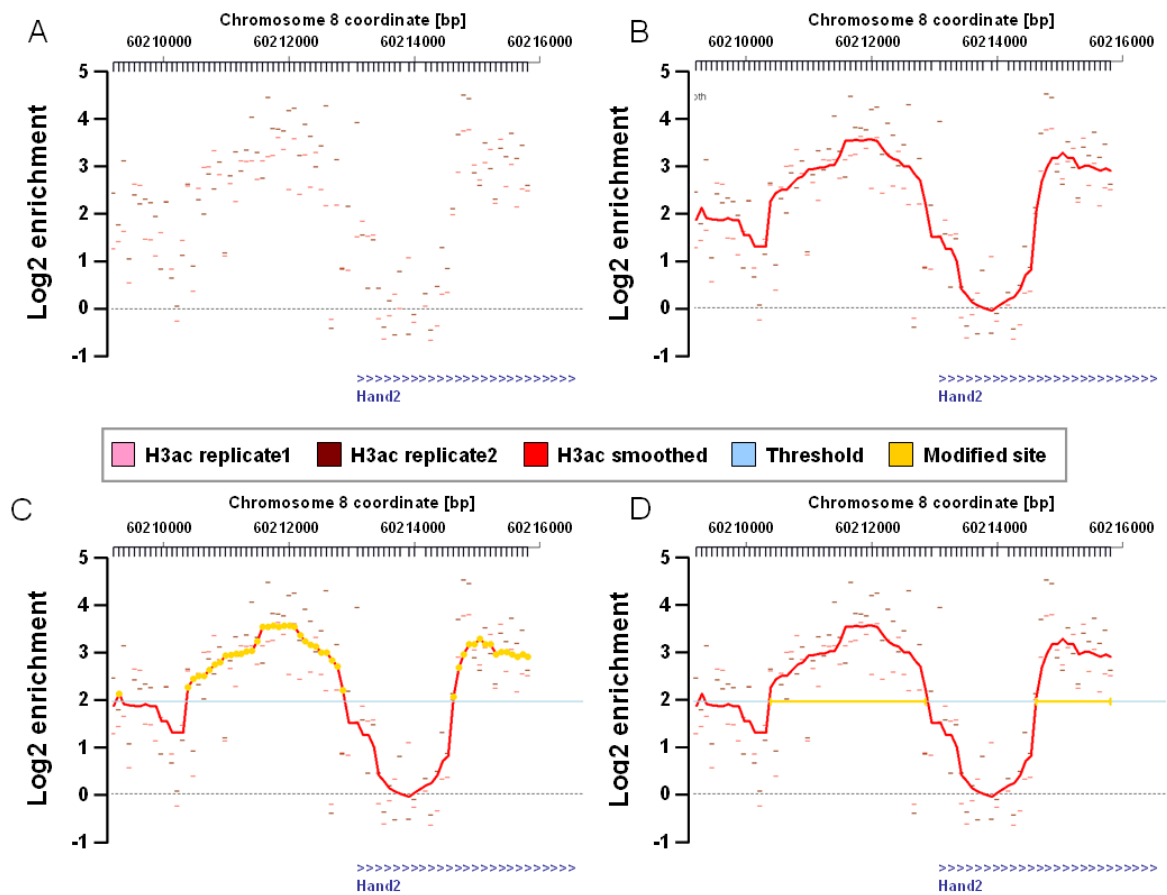 A
Chromosome 8 coordinate [bp]
60210000 60212000 60214000 60216000
5
4
3
2
1
0
-1
Log2 enrichment
>>>>>>>>>>>>>>>>>>>>>>>>>
Hand2
B
Chromosome 8 coordinate [bp]
60210000 60212000 60214000 60216000
oth
5
4
3
2
1
0
-1
Log2 enrichment
>>>>>>>>>>>>>>>>>>>>>>>>>
Hand2
H3ac replicate1 H3ac replicate2 H3ac smoothed Threshold Modified site
C
Chromosome 8 coordinate [bp]
60210000 60212000 60214000 60216000
5
4
3
2
1
0
-1
Log2 enrichment
>>>>>>>>>>>>>>>>>>>>>>>>>
Hand2
D
Chromosome 8 coordinate [bp]
60210000 60212000 60214000 60216000
5
4
3
2
1
0
-1
Log2 enrichment
>>>>>>>>>>>>>>>>>>>>>>>>>
Hand2